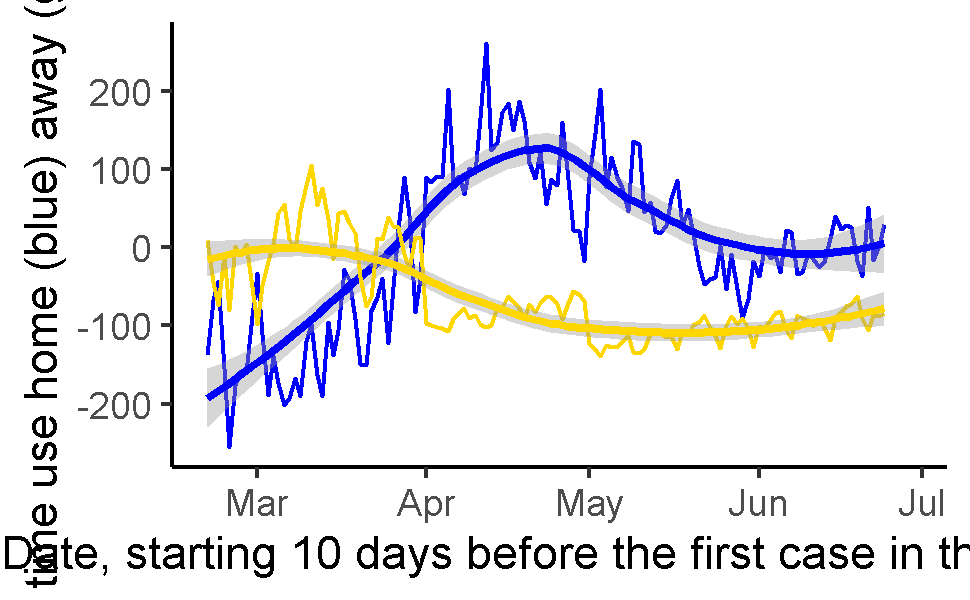 time use home (blue) away (
200
100
0
-100
-200
Mar Apr May Jun Jul
Date, starting 10 days before the first case in th